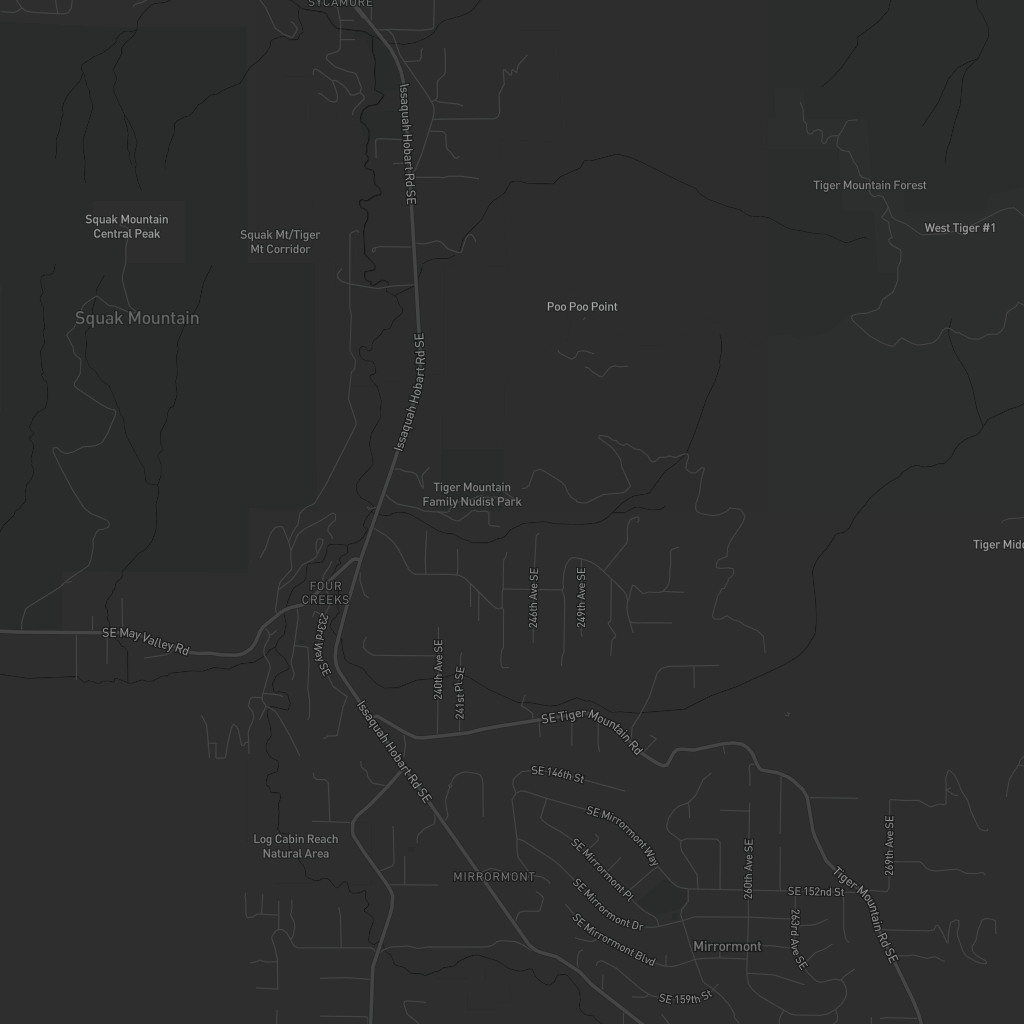 SYCAMORE
Issaquah Hobart Rd SE
Tiger Mountain Forest
Squak Mountain
Central Peak
West Tiger #1
Squak Mt/Tiger
Mt Corridor
Poo Poo Point
Squak Mountain
Issaquah Hobart Rd SE
Tiger Mountain
Family Nudist Park
FOUR
CREEKS
246th Ave SE
249th Ave SE
SE May Valley Rd
233rd Way SE
240th Ave SE
241st Pl SE
SE Tiger Mountain Rd
Issaquah Hobart Rd SE
SE 146th St
SE Mirrormont Way
Log Cabin Reach
Natural Area
SE Mirrormont Pl
260th Ave SE
269th Ave SE
MIRRORMONT
SE 152nd St
Tiger Mountain Rd SE
SE Mirrormont Dr
263rd Ave SE
SE Mirrormont Blvd
Mirrormont
SE 159th St